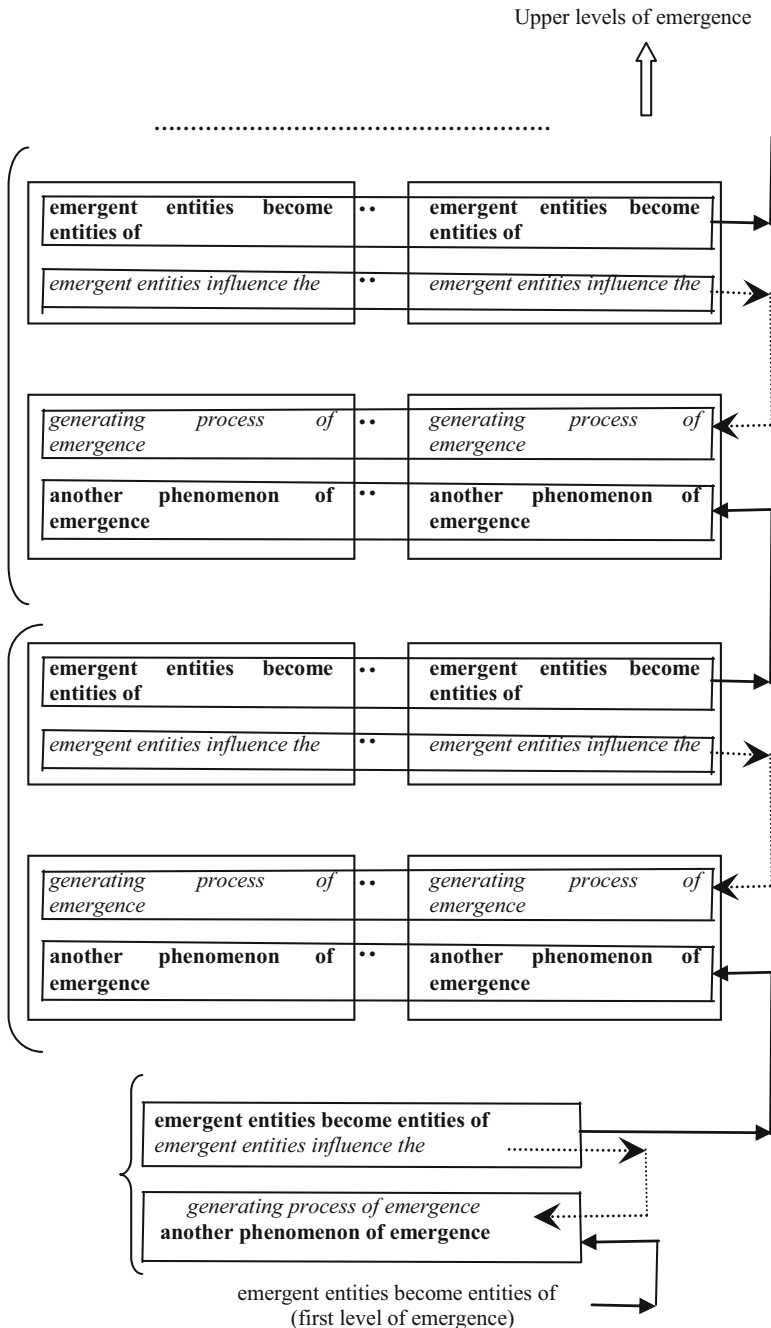 Upper levels of emergence
emergent entities become •• emergent entities become
entities of entities of
emergent entities influence the •• emergent entities influence the
generating process of •• generating process of
emergence emergence
another phenomenon of •• another phenomenon of
emergence emergence
emergent entities become •• emergent entities become
entities of entities of
emergent entities influence the •• emergent entities influence the
generating process of •• generating process of
emergence emergence
another phenomenon of •• another phenomenon of
emergence emergence
emergent entities become entities of
emergent entities influence the
generating process of emergence
another phenomenon of emergence
emergent entities become entities of
(first level of emergence)